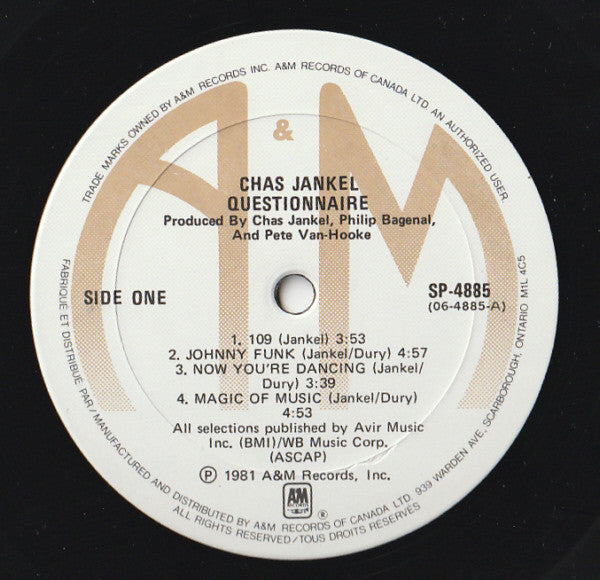 TRADE MARKS OWNED BY A&M RECORDS INC. A&M RECORDS OF CANADA LTD. AN AUTHORIZED USER
&
CHAS JANKEL
QUESTIONNAIRE
Produced By Chas Jankel, Philip Bagenal,
And Pete Van-Hooke
SIDE ONE
SP-4885
(06-4885-A)
1. 109 (Jankel) 3:53
2. JOHNNY FUNK (Jankel/Dury) 4:57
3. NOW YOU'RE DANCING (Jankel/
Dury) 3:39
4. MAGIC OF MUSIC (Jankel/Dury)
4:53
All selections published by Avir Music
Inc. (BMI)/WB Music Corp.
(ASCAP)
Ⓟ 1981 A&M Records, Inc.
A&M
RECORDS
®
FABRIQUE ET DISTRIBUÉ PAR/MANUFACTURED AND DISTRIBUTED BY A&M RECORDS OF CANADA LTD. 939 WARDEN AVE, SCARBOROUGH, ONTARIO M1L 4C5
ALL RIGHTS RESERVED/TOUS DROITS RESERVÉS